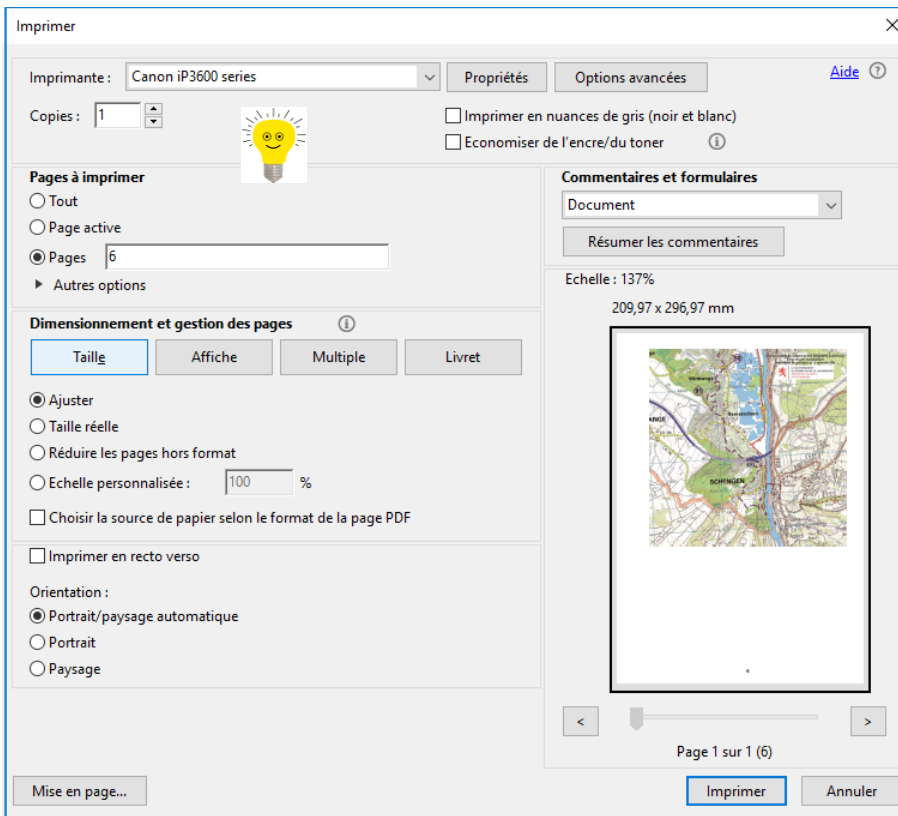 Imprimer
Imprimante : Canon iP3600 series Propriétés Options avancées Aide ?
Copies : 1
Imprimer en nuances de gris (noir et blanc)
Economiser de l'encre/du toner
Pages à imprimer
Tout
Page active
Pages 6
Autres options
Commentaires et formulaires
Document
Résumer les commentaires
Echelle : 137%
209,97 x 296,97 mm
SCHENGEN
Dimensionnement et gestion des pages
Taille Affiche Multiple Livret
Ajuster
Taille réelle
Réduire les pages hors format
Echelle personnalisée : 100 %
Choisir la source de papier selon le format de la page PDF
Imprimer en recto verso
Orientation :
Portrait/paysage automatique
Portrait
Paysage
< >
Page 1 sur 1 (6)
Mise en page... Imprimer Annuler